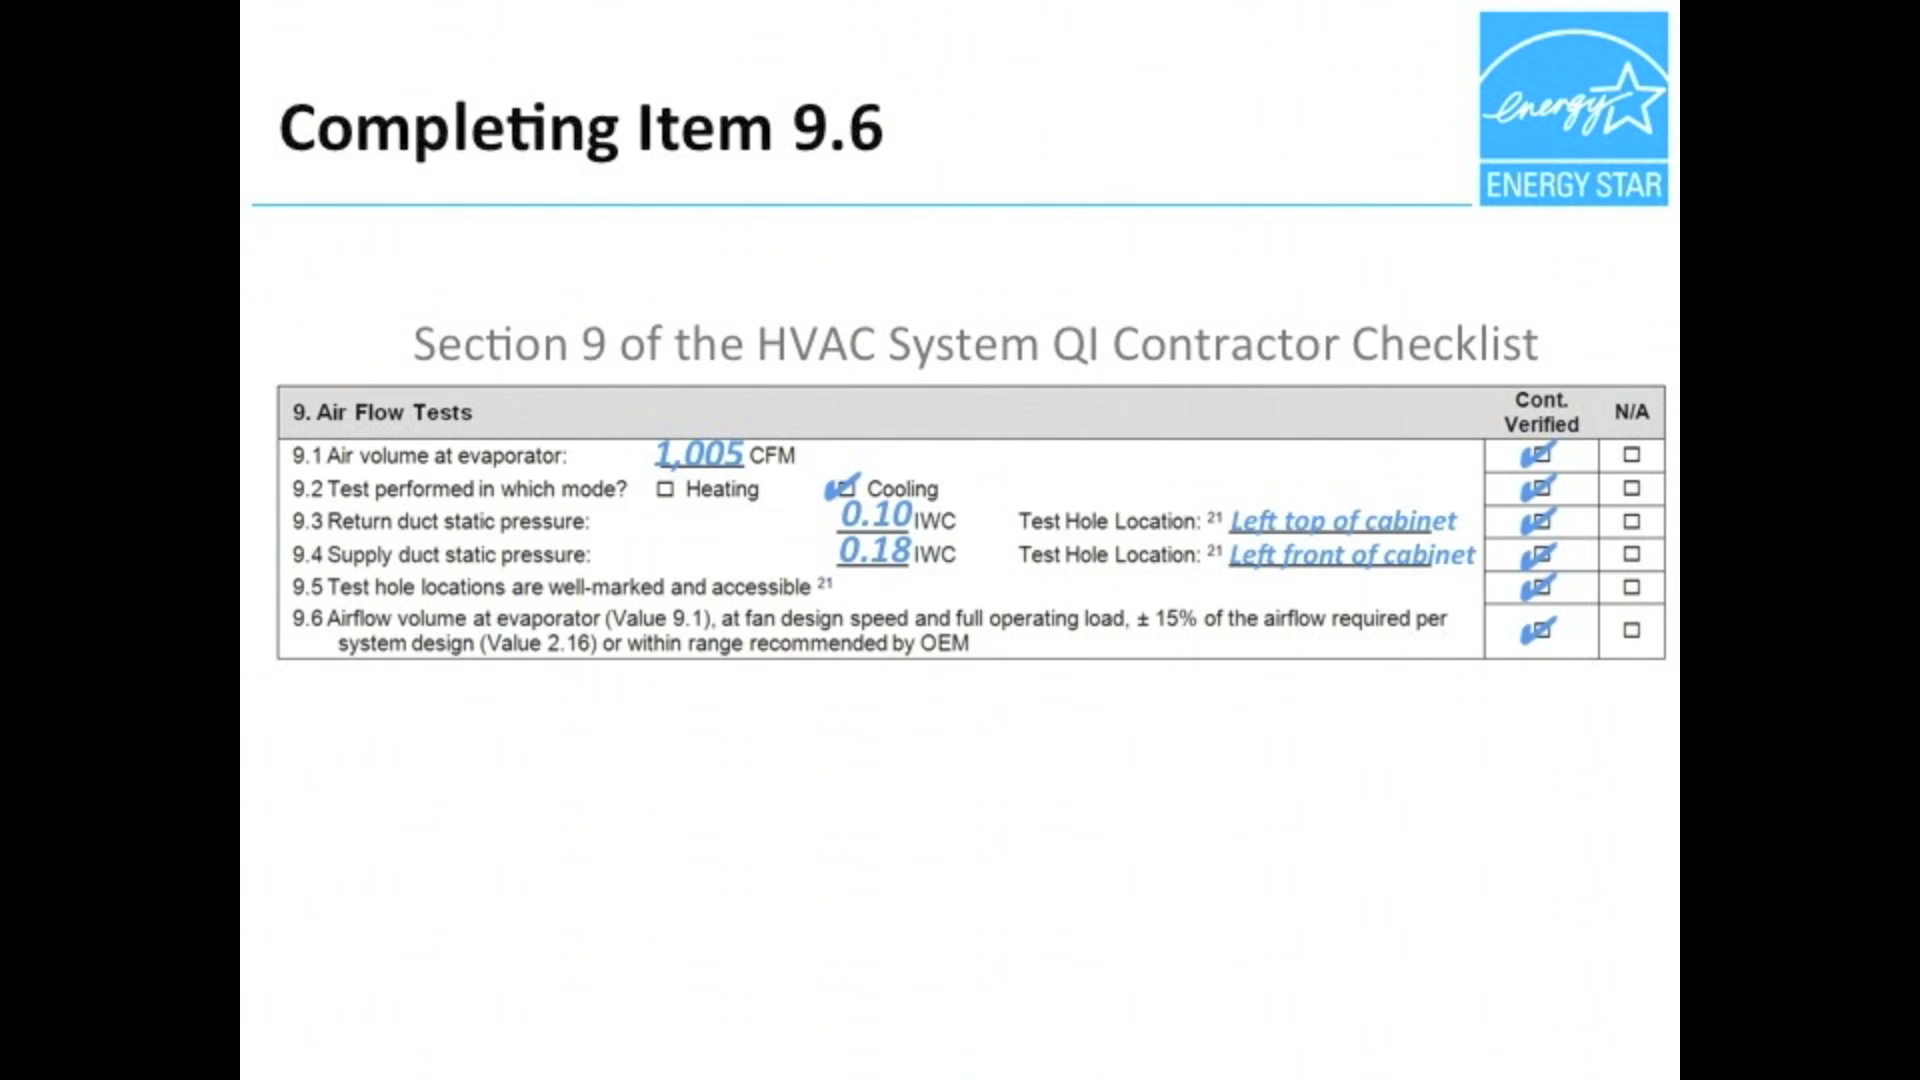 Completing Item 9.6
energy
ENERGY STAR
Section 9 of the HVAC System QI Contractor Checklist
9. Air Flow Tests Cont. Verified N/A
9.1 Air volume at evaporator: 1,005 CFM
9.2 Test performed in which mode? Heating Cooling
9.3 Return duct static pressure: 0.10 IWC Test Hole Location: 21 Left top of cabinet
9.4 Supply duct static pressure: 0.18 IWC Test Hole Location: 21 Left front of cabinet
9.5 Test hole locations are well-marked and accessible 21
9.6 Airflow volume at evaporator (Value 9.1), at fan design speed and full operating load, ± 15% of the airflow required per
system design (Value 2.16) or within range recommended by OEM